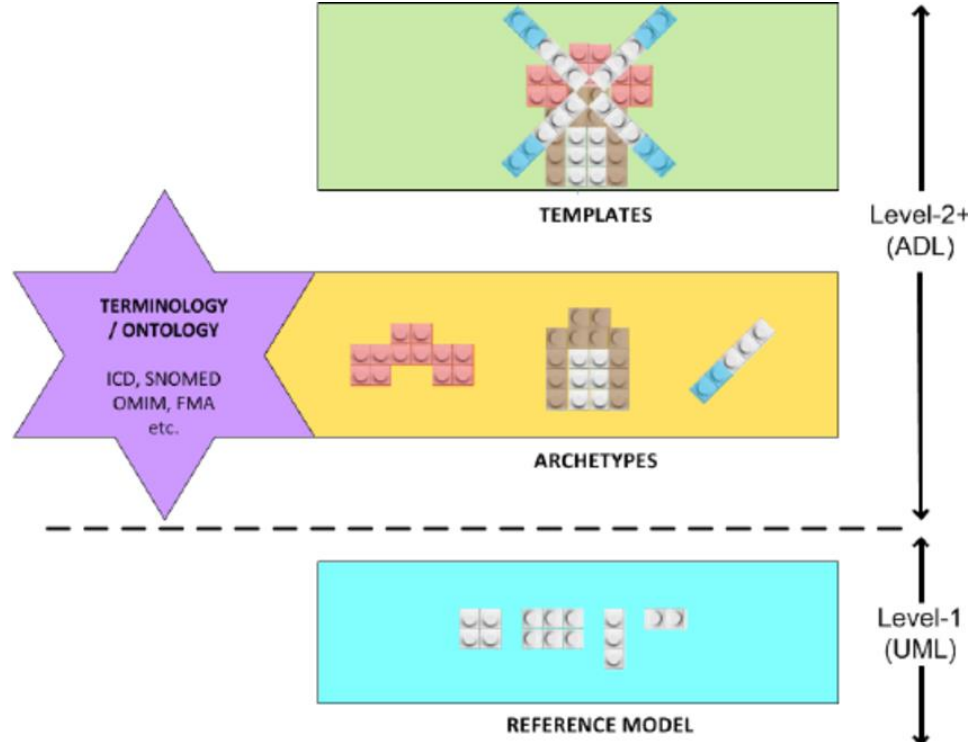 TEMPLATES
Level-2+
(ADL)
TERMINOLOGY
/ ONTOLOGY
ICD, SNOMED
OMIM, FMA
etc.
ARCHETYPES
Level-1
(UML)
REFERENCE MODEL